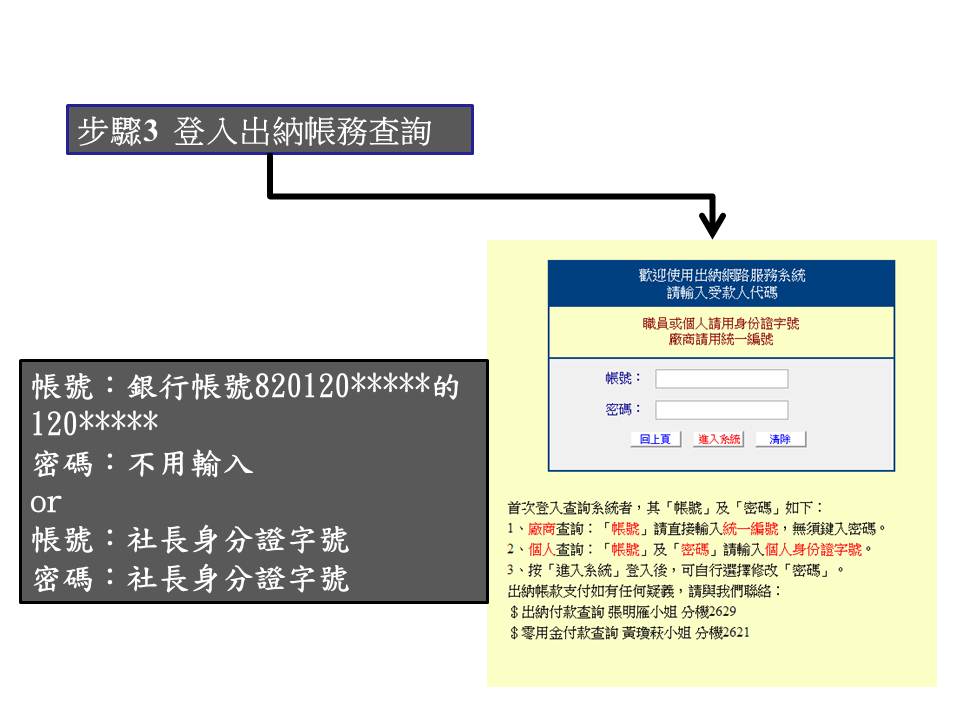 步驟3 登入出納帳務查詢
帳號：銀行帳號820120*****的
120*****
密碼：不用輸入
or
帳號：社長身分證字號
密碼：社長身分證字號
歡迎使用出納網路服務系統
請輸入受款人代碼
職員或個人請用身份證字號
廠商請用統一編號
帳號：
密碼：
回上頁 進入系統 清除
首次登入查詢系統者，其「帳號」及「密碼」如下：
1、廠商查詢：「帳號」請直接輸入統一編號，無須鍵入密碼。
2、個人查詢：「帳號」及「密碼」請輸入個人身份證字號。
3、按「進入系統」登入後，可自行選擇修改「密碼」。
出納帳款支付如有任何疑義，請與我們聯絡：
＄出納付款查詢 張明雁小姐 分機2629
＄零用金付款查詢 黃瓊萩小姐 分機2621